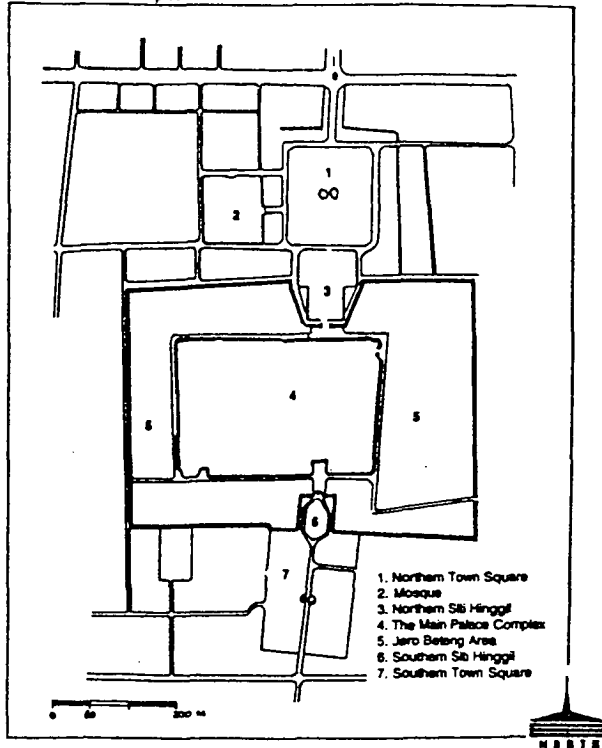 1
2
3
4
5
5
6
7
1. Northern Town Square
2. Mosque
3. Northern Siti Hinggil
4. The Main Palace Complex
5. Jero Beteng Area
6. Southern Siti Hinggil
7. Southern Town Square
0 50 200 M